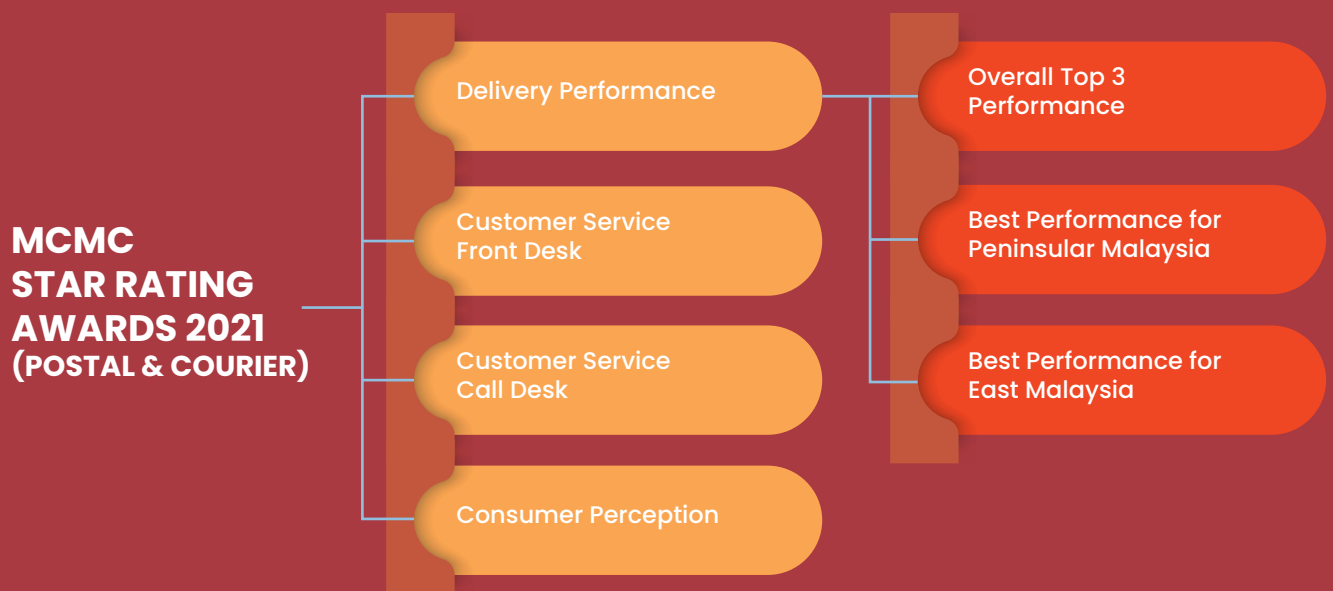 MCMC
STAR RATING
AWARDS 2021
(POSTAL & COURIER)
Delivery Performance
Customer Service
Front Desk
Customer Service
Call Desk
Consumer Perception
Overall Top 3
Performance
Best Performance for
Peninsular Malaysia
Best Performance for
East Malaysia